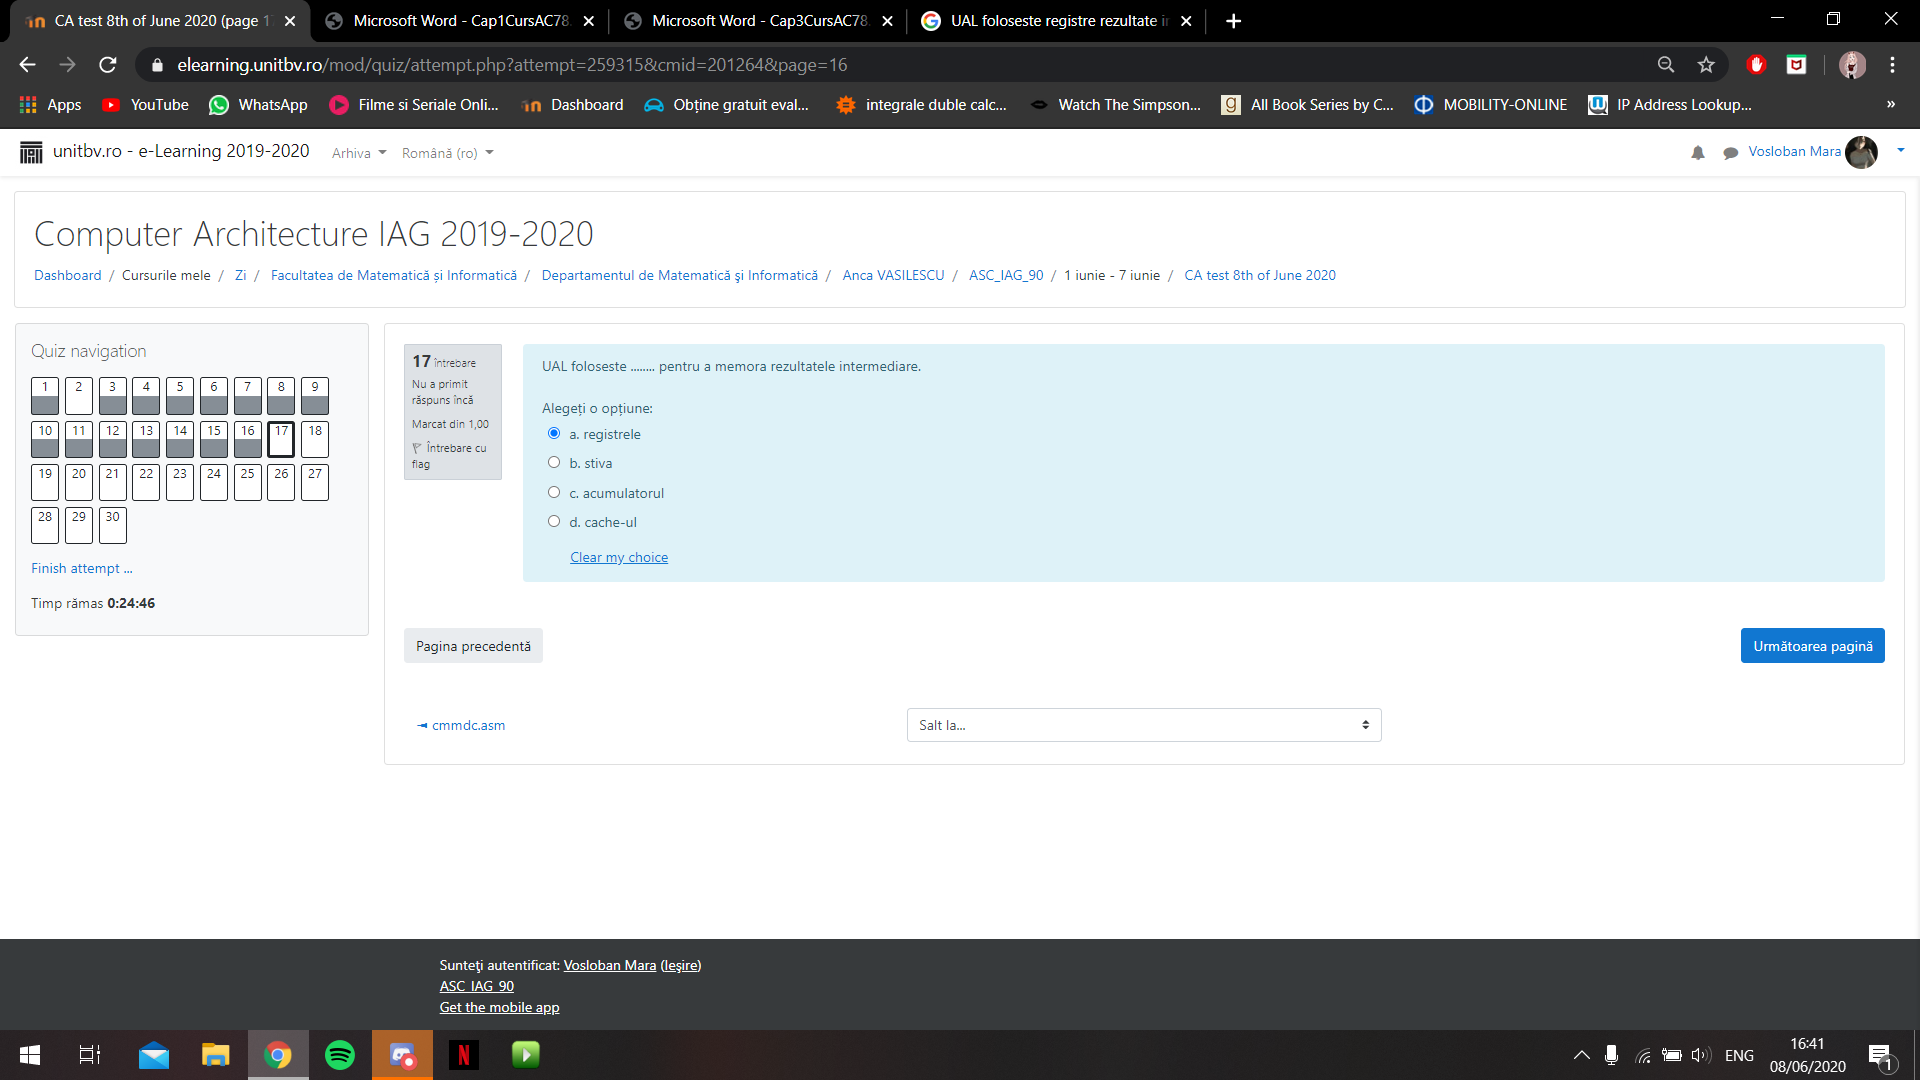 CA test 8th of June 2020 (page 17
Microsoft Word - Cap1CursAC78.
Microsoft Word - Cap3CursAC78.
UAL foloseste registre rezultate in
elearning.unitbv.ro/mod/quiz/attempt.php?attempt=259315&cmid=201264&page=16
Apps
YouTube
WhatsApp
Filme si Seriale Onli...
Dashboard
Obține gratuit eval...
integrale duble calc...
Watch The Simpson...
All Book Series by C...
MOBILITY-ONLINE
IP Address Lookup...
»
unitbv.ro - e-Learning 2019-2020
Arhiva
Română (ro)
Vosloban Mara
Computer Architecture IAG 2019-2020
Dashboard / Cursurile mele / Zi / Facultatea de Matematică și Informatică / Departamentul de Matematică şi Informatică / Anca VASILESCU / ASC_IAG_90 / 1 iunie - 7 iunie / CA test 8th of June 2020
Quiz navigation
1 2 3 4 5 6 7 8 9
10 11 12 13 14 15 16 17 18
19 20 21 22 23 24 25 26 27
28 29 30
Finish attempt ...
Timp rămas 0:24:46
17 întrebare
Nu a primit
răspuns încă
Marcat din 1,00
Întrebare cu
flag
UAL foloseste ........ pentru a memora rezultatele intermediare.
Alegeți o opțiune:
a. registrele
b. stiva
c. acumulatorul
d. cache-ul
Clear my choice
Pagina precedentă
Următoarea pagină
◄ cmmdc.asm
Salt la...
Sunteţi autentificat: Vosloban Mara (Ieşire)
ASC_IAG_90
Get the mobile app
ENG
16:41
08/06/2020
1